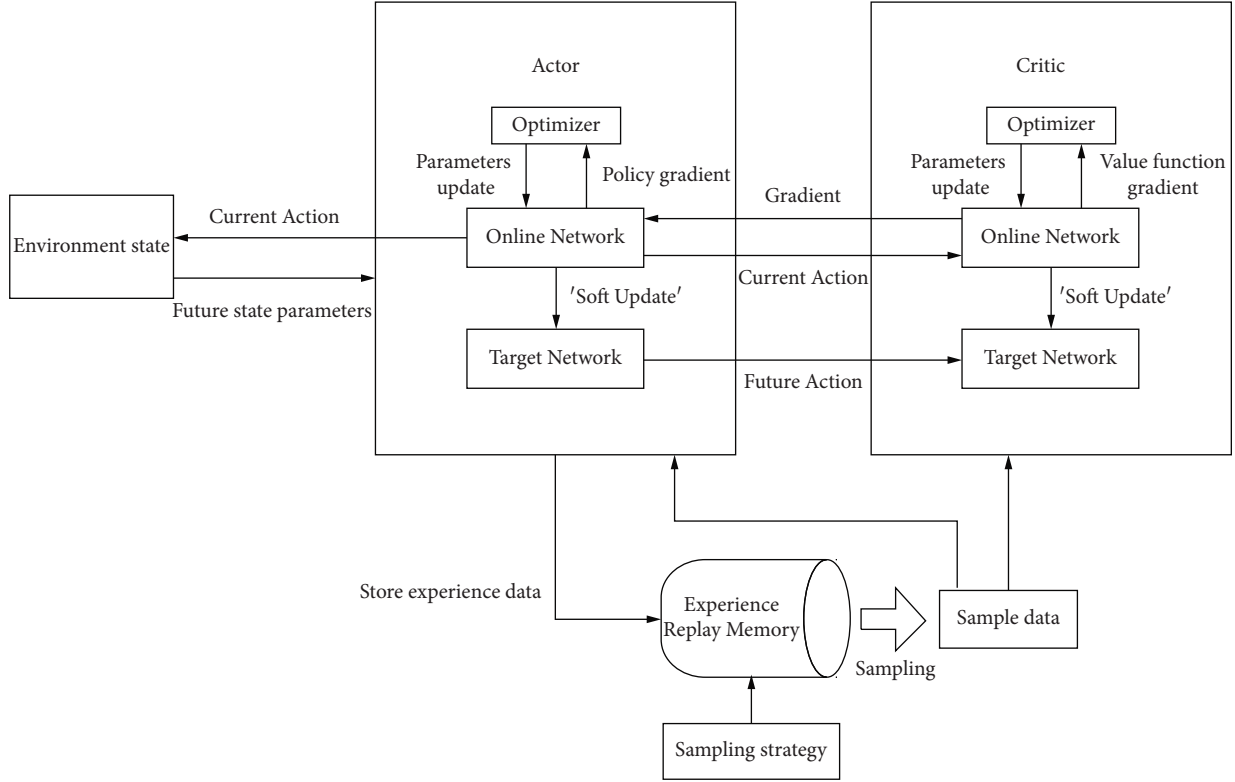 Actor
Critic
Optimizer
Optimizer
Parameters
update
Policy gradient
Parameters
update
Value function
gradient
Gradient
Current Action
Environment state
Online Network
Online Network
Current Action
Future state parameters
'Soft Update'
'Soft Update'
Target Network
Target Network
Future Action
Store experience data
Experience
Replay Memory
Sample data
Sampling
Sampling strategy